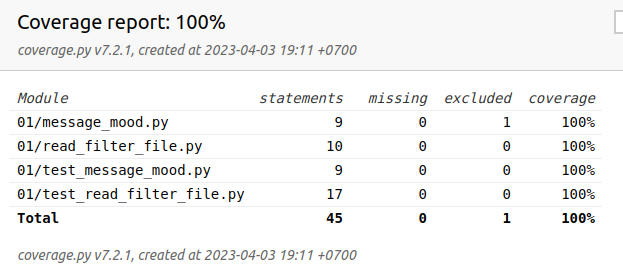 Coverage report: 100%
coverage.py v7.2.1, created at 2023-04-03 19:11 +0700
Module statements missing excluded coverage
01/message_mood.py 9 0 1 100%
01/read_filter_file.py 10 0 0 100%
01/test_message_mood.py 9 0 0 100%
01/test_read_filter_file.py 17 0 0 100%
Total 45 0 1 100%
coverage.py v7.2.1, created at 2023-04-03 19:11 +0700